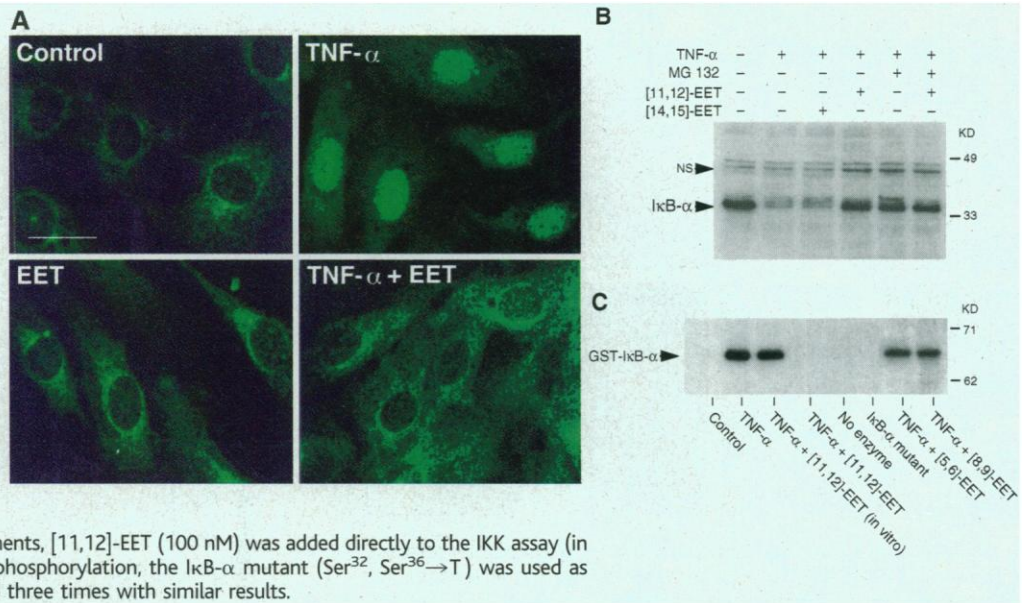 A
Control
TNF-α
EET
TNF-α + EET
B
TNF-α − + + + + +
MG 132 − − − − + +
[11,12]-EET − − − + − +
[14,15]-EET − − + − − −
KD
49
NS
IκB-α
33
C
KD
71
GST-IκB-α
62
Control
TNF-α
TNF-α + [11,12]-EET (in vitro)
TNF-α + [11,12]-EET
No enzyme
IκB-α mutant
TNF-α + [5,6]-EET
TNF-α + [8,9]-EET
ents, [11,12]-EET (100 nM) was added directly to the IKK assay (in
phosphorylation, the IκB-α mutant (Ser32, Ser36→T) was used as
three times with similar results.